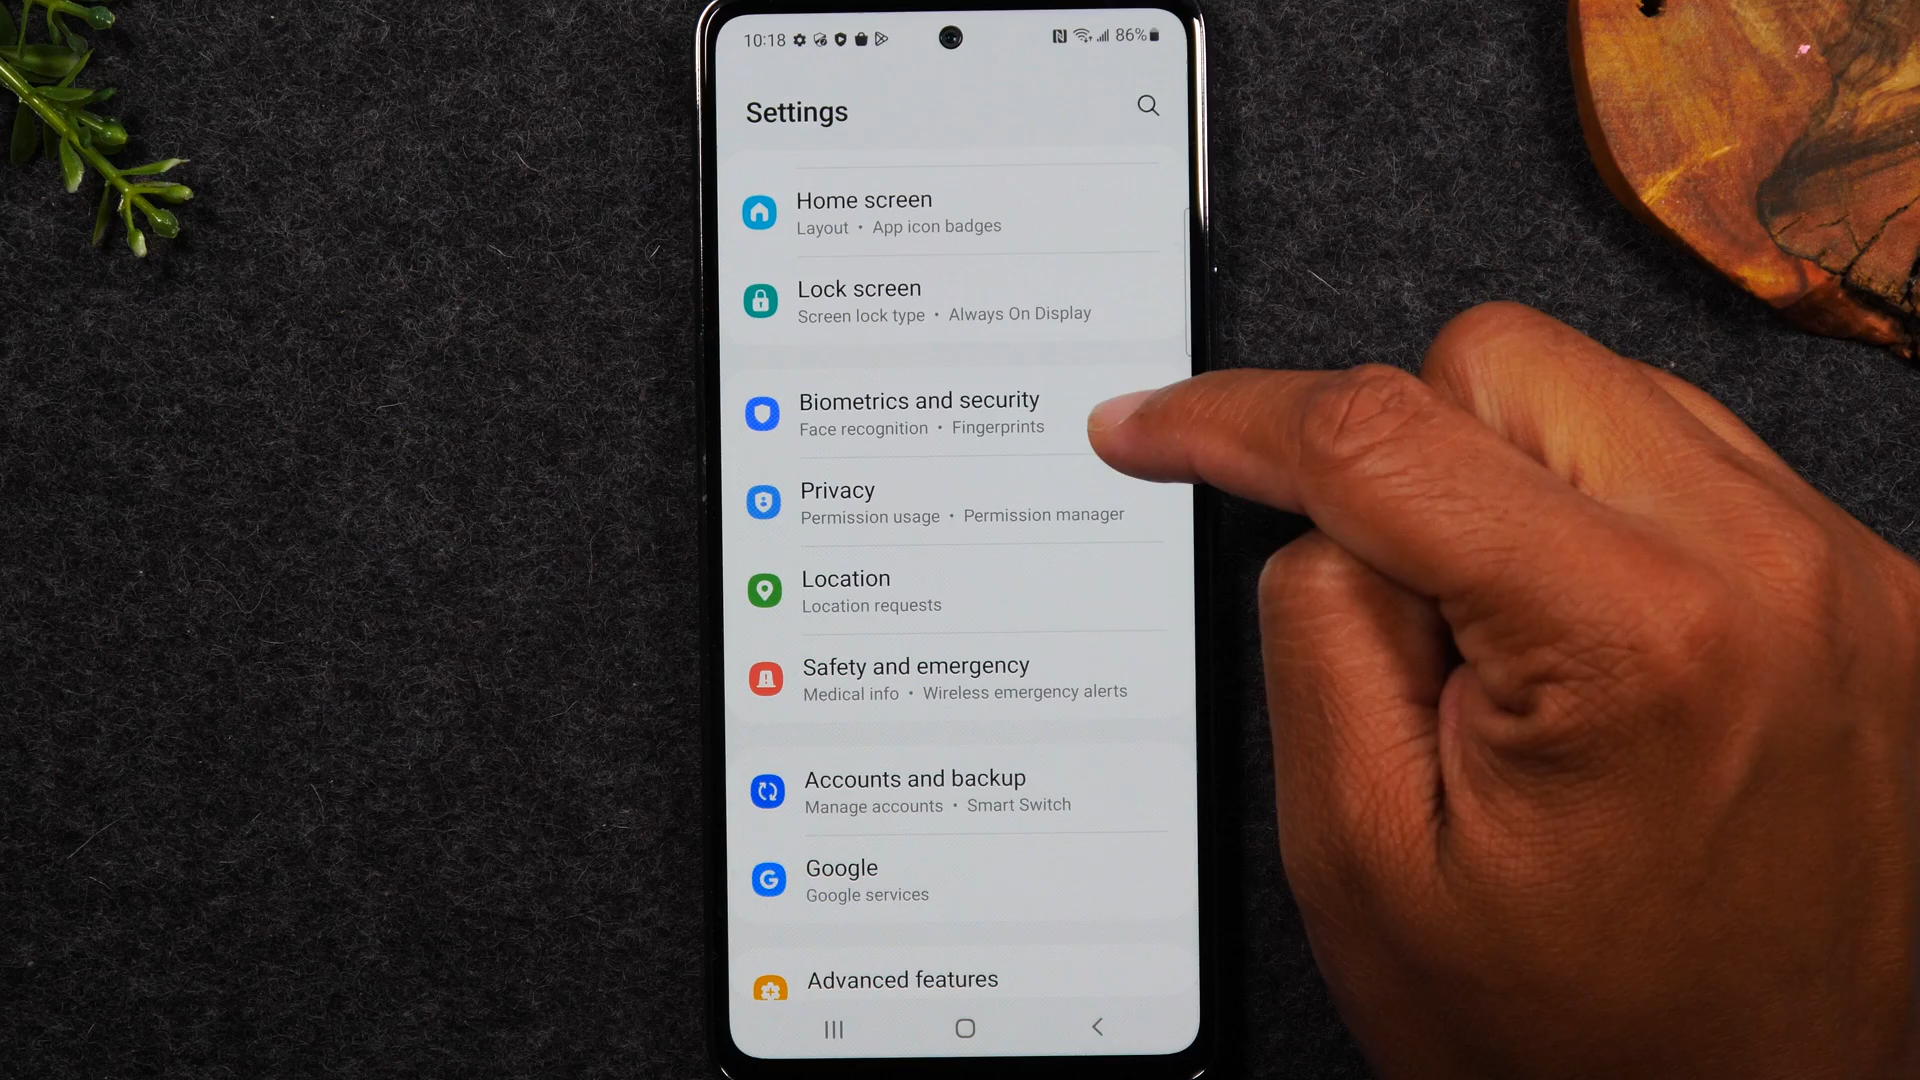 10:18
86%
Settings
Home screen
Layout • App icon badges
Lock screen
Screen lock type • Always On Display
Biometrics and security
Face recognition • Fingerprints
Privacy
Permission usage • Permission manager
Location
Location requests
Safety and emergency
Medical info • Wireless emergency alerts
Accounts and backup
Manage accounts • Smart Switch
G
Google
Google services
Advanced features